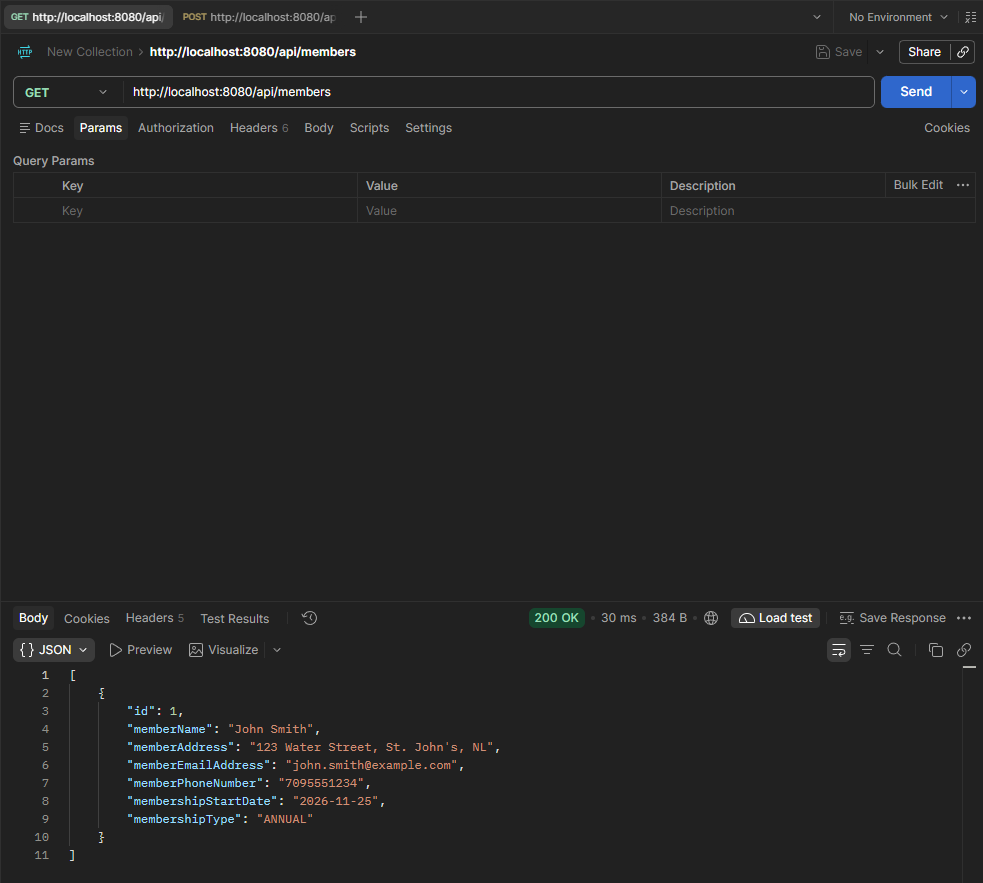 GET http://localhost:8080/api/ POST http://localhost:8080/ap No Environment
HTTP New Collection > http://localhost:8080/api/members Save Share
GET http://localhost:8080/api/members Send
Docs Params Authorization Headers 6 Body Scripts Settings Cookies
Query Params
Key Value Description Bulk Edit ...
Key Value Description
Body Cookies Headers 5 Test Results 200 OK • 30 ms • 384 B • Load test e.g. Save Response ...
{} JSON Preview Visualize
1 [
2 {
3 "id": 1,
4 "memberName": "John Smith",
5 "memberAddress": "123 Water Street, St. John's, NL",
6 "memberEmailAddress": "john.smith@example.com",
7 "memberPhoneNumber": "7095551234",
8 "membershipStartDate": "2026-11-25",
9 "membershipType": "ANNUAL"
10 }
11 ]